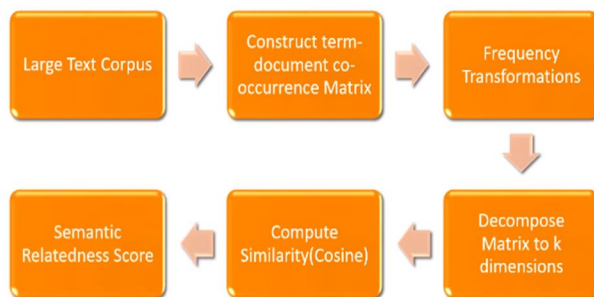 Large Text Corpus
Construct term-
document co-
occurrence Matrix
Frequency
Transformations
Decompose
Matrix to k
dimensions
Compute
Similarity(Cosine)
Semantic
Relatedness Score